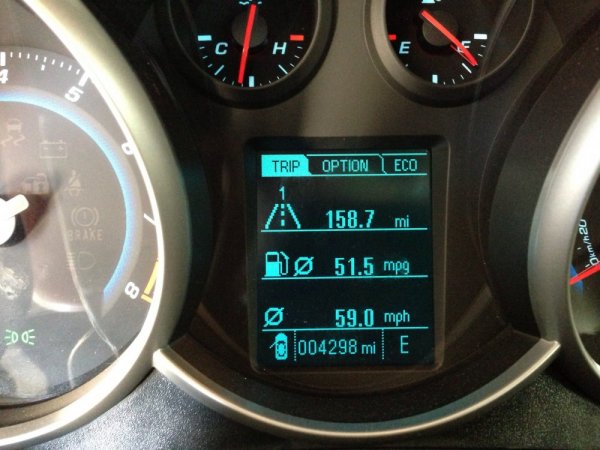 C H
E F
4
5
6
7
8
BRAKE
TRIP OPTION ECO
1
158.7 mi
51.5 mpg
59.0 mph
004298 mi E
km/h 20